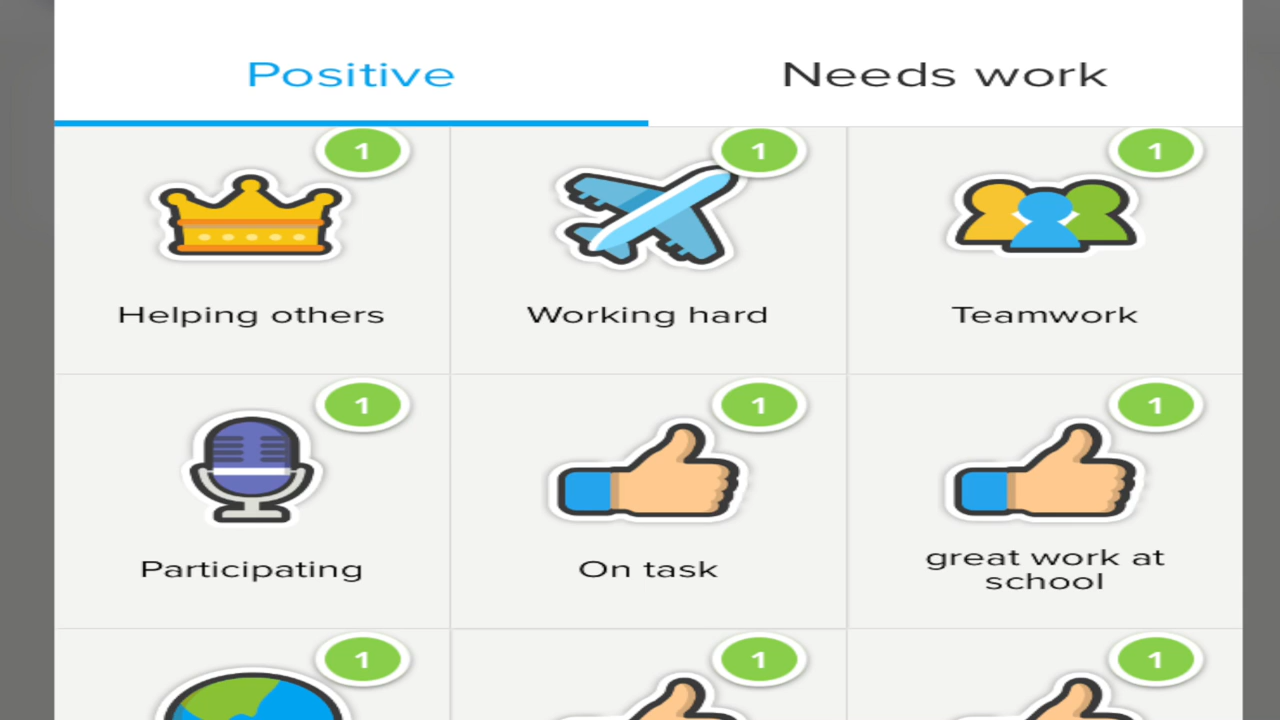 Positive
Needs work
1
1
1
Helping others
Working hard
Teamwork
1
1
1
Participating
On task
great work at
school
1
1
1